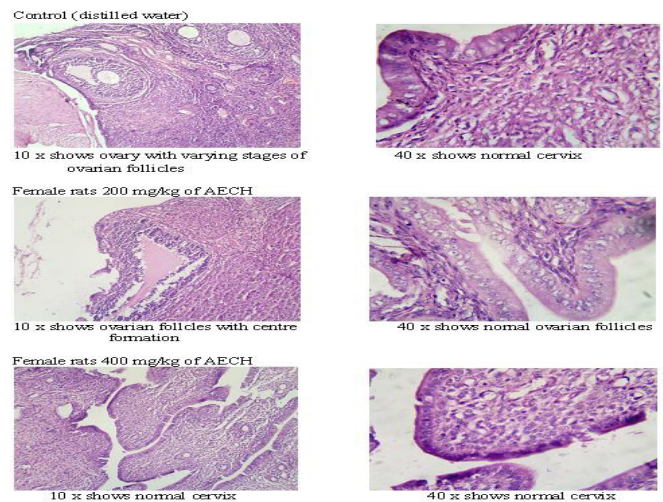 Control (distilled water)
10 x shows ovary with varying stages of
ovarian follicles
40 x shows normal cervix
Female rats 200 mg/kg of AECH
10 x shows ovarian follicles with centre
formation
40 x shows normal ovarian follicles
Female rats 400 mg/kg of AECH
10 x shows normal cervix
40 x shows normal cervix